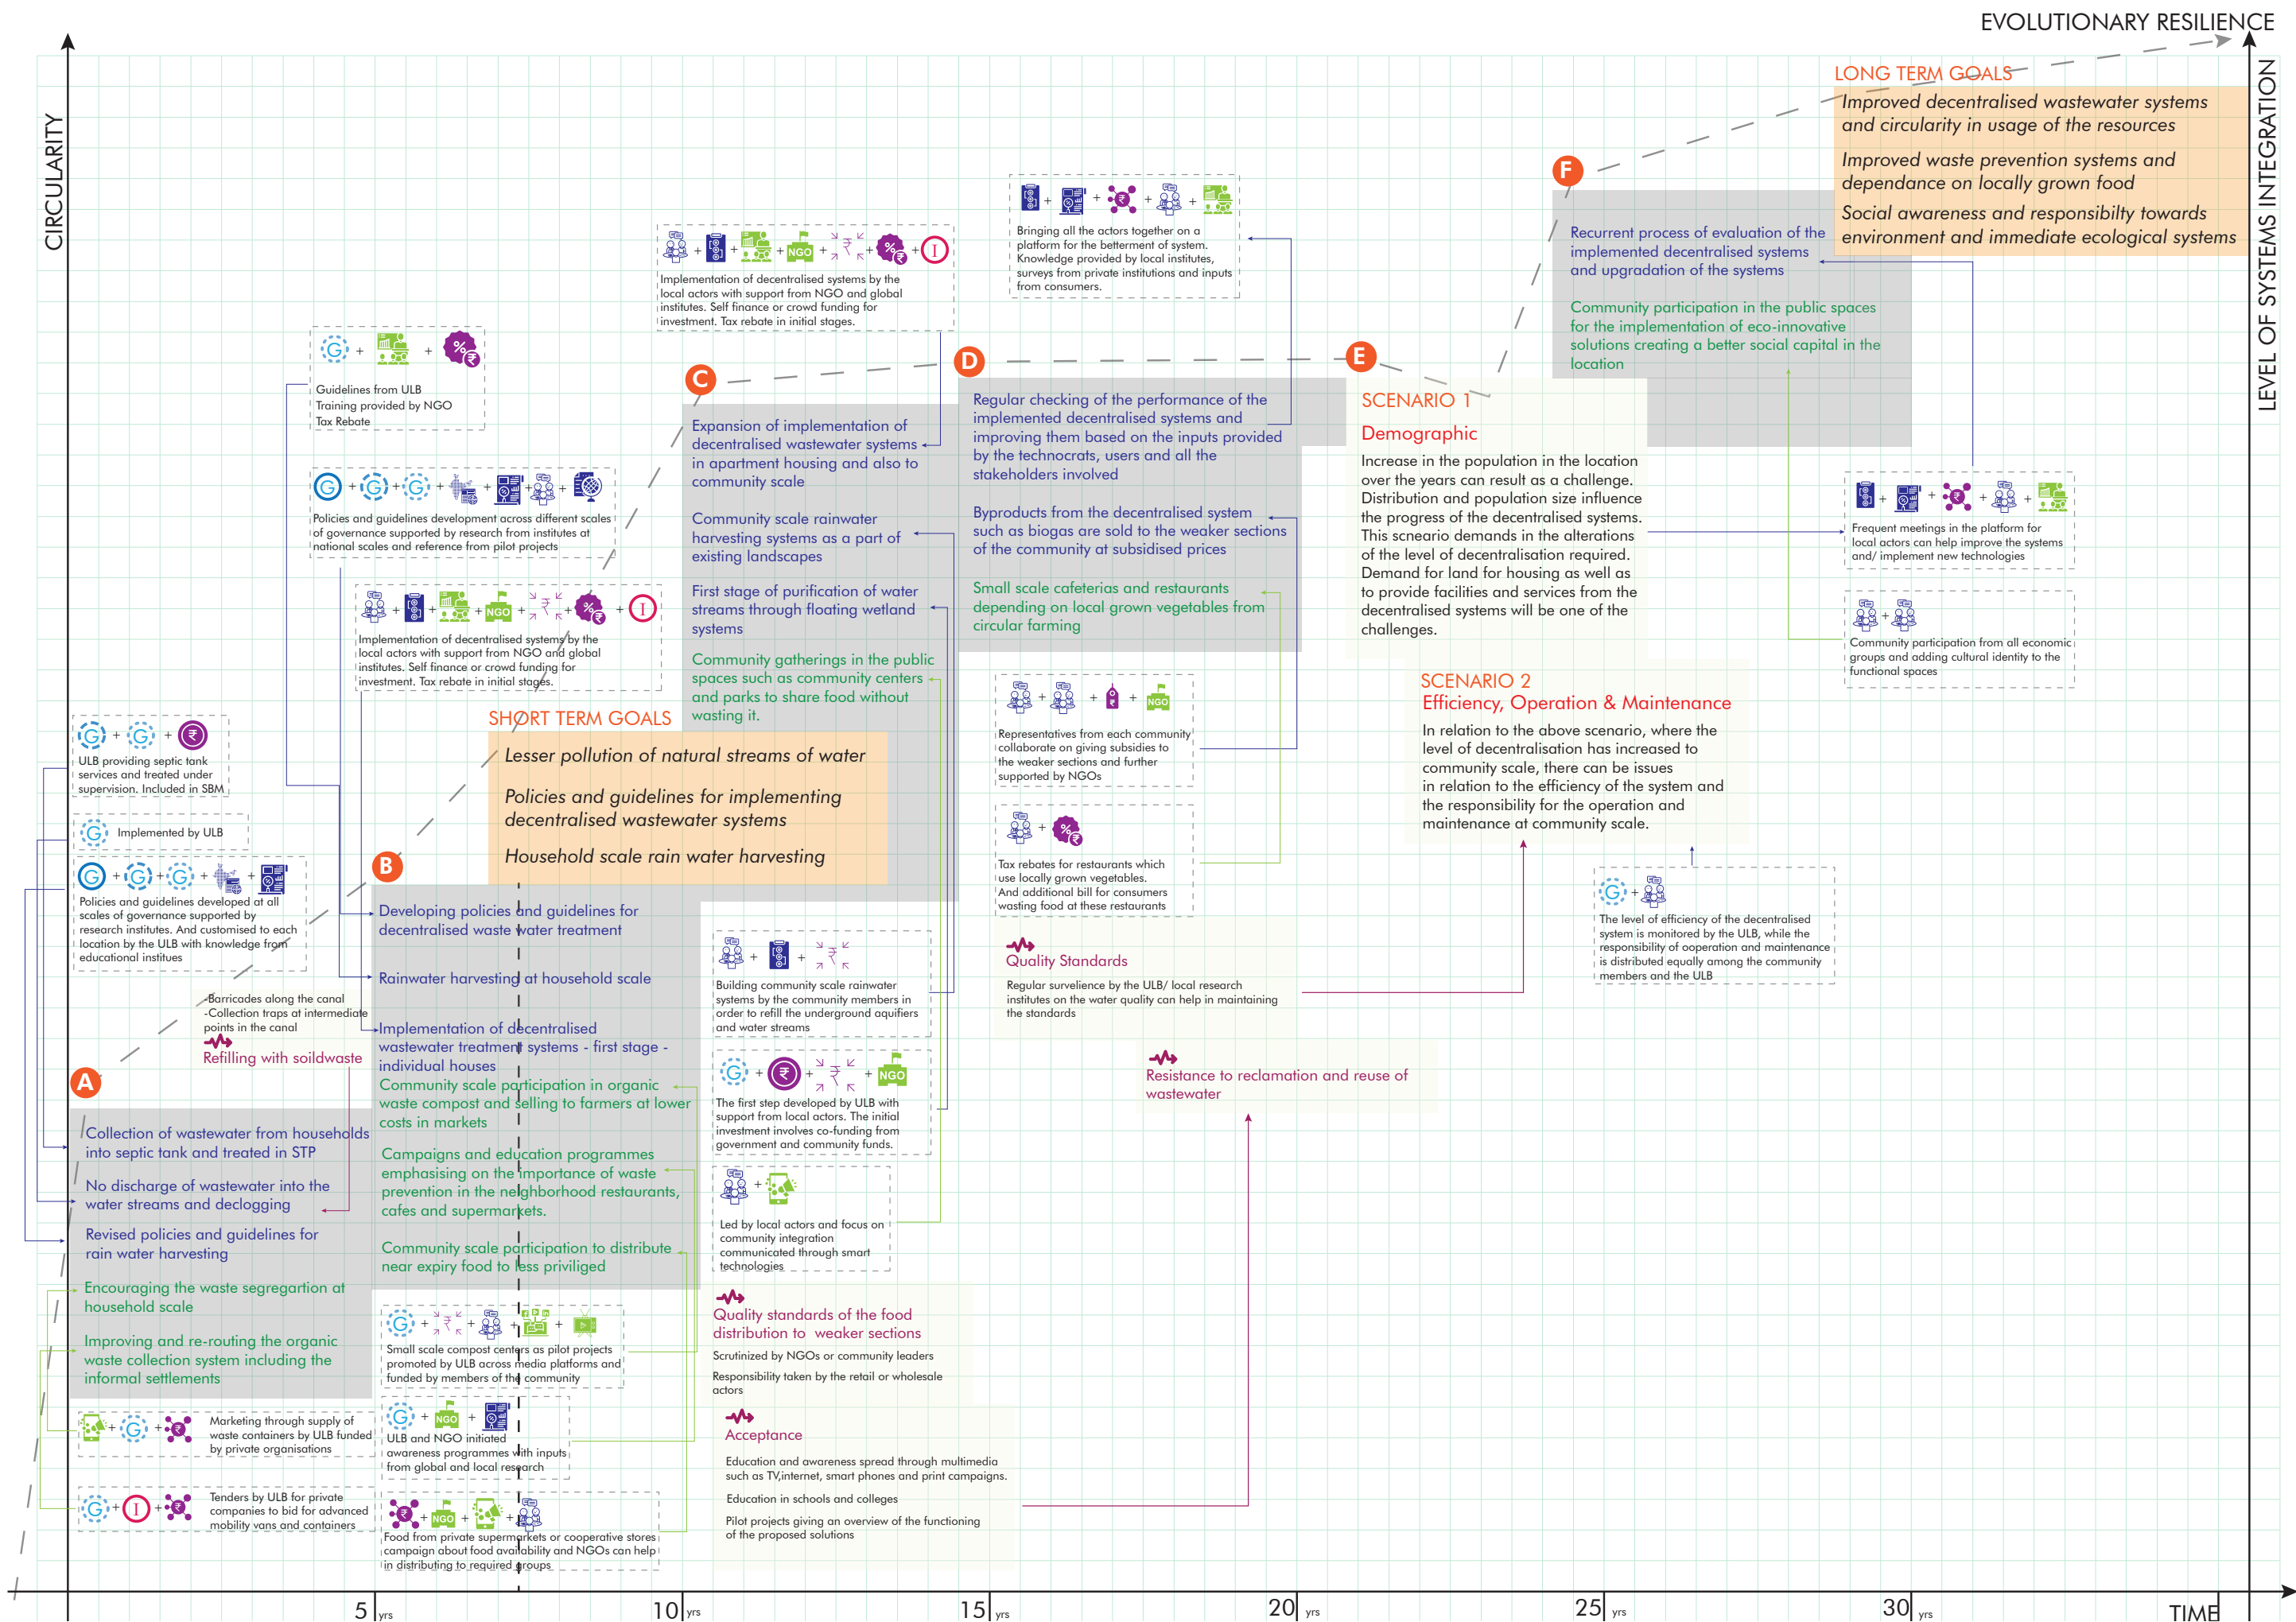 EVOLUTIONARY RESILIENCE
CIRCULARITY
LEVEL OF SYSTEMS INTEGRATION
LONG TERM GOALS
Improved decentralised wastewater systems
and circularity in usage of the resources
Improved waste prevention systems and
dependance on locally grown food
Social awareness and responsibilty towards
environment and immediate ecological systems
F
Recurrent process of evaluation of the
implemented decentralised systems
and upgradation of the systems
Community participation in the public spaces
for the implementation of eco-innovative
solutions creating a better social capital in the
location
Bringing all the actors together on a
platform for the betterment of system.
Knowledge provided by local institutes,
surveys from private institutions and inputs
from consumers.
NGO
I
Implementation of decentralised systems by the
local actors with support from NGO and global
institutes. Self finance or crowd funding for
investment. Tax rebate in initial stages.
G
Guidelines from ULB
Training provided by NGO
Tax Rebate
C
D
E
Expansion of implementation of
decentralised wastewater systems
in apartment housing and also to
community scale
Community scale rainwater
harvesting systems as a part of
existing landscapes
First stage of purification of water
streams through floating wetland
systems
Community gatherings in the public
spaces such as community centers
and parks to share food without
wasting it.
Regular checking of the performance of the
implemented decentralised systems and
improving them based on the inputs provided
by the technocrats, users and all the
stakeholders involved
Byproducts from the decentralised system
such as biogas are sold to the weaker sections
of the community at subsidised prices
Small scale cafeterias and restaurants
depending on local grown vegetables from
circular farming
SCENARIO 1
Demographic
Increase in the population in the location
over the years can result as a challenge.
Distribution and population size influence
the progress of the decentralised systems.
This scneario demands in the alterations
of the level of decentralisation required.
Demand for land for housing as well as
to provide facilities and services from the
decentralised systems will be one of the
challenges.
Frequent meetings in the platform for
local actors can help improve the systems
and/ implement new technologies
Community participation from all economic
groups and adding cultural identity to the
functional spaces
G + G + G
Policies and guidelines development across different scales
of governance supported by research from institutes at
national scales and reference from pilot projects
NGO
I
Implementation of decentralised systems by the
local actors with support from NGO and global
institutes. Self finance or crowd funding for
investment. Tax rebate in initial stages.
SCENARIO 2
Efficiency, Operation & Maintenance
In relation to the above scenario, where the
level of decentralisation has increased to
community scale, there can be issues
in relation to the efficiency of the system and
the responsibility for the operation and
maintenance at community scale.
G
The level of efficiency of the decentralised
system is monitored by the ULB, while the
responsibility of ooperation and maintenance
is distributed equally among the community
members and the ULB
NGO
Representatives from each community
collaborate on giving subsidies to
the weaker sections and further
supported by NGOs
Tax rebates for restaurants which
use locally grown vegetables.
And additional bill for consumers
wasting food at these restaurants
Quality Standards
Regular survelience by the ULB/ local research
institutes on the water quality can help in maintaining
the standards
Resistance to reclamation and reuse of
wastewater
SHORT TERM GOALS
Lesser pollution of natural streams of water
Policies and guidelines for implementing
decentralised wastewater systems
Household scale rain water harvesting
G + G + ₹
ULB providing septic tank
services and treated under
supervision. Included in SBM
G
Implemented by ULB
G + G + G
Policies and guidelines developed at all
scales of governance supported by
research institutes. And customised to each
location by the ULB with knowledge from
educational institues
-Barricades along the canal
-Collection traps at intermediate
points in the canal
Refilling with soildwaste
A
Collection of wastewater from households
into septic tank and treated in STP
No discharge of wastewater into the
water streams and declogging
Revised policies and guidelines for
rain water harvesting
Encouraging the waste segregartion at
household scale
Improving and re-routing the organic
waste collection system including the
informal settlements
G
Marketing through supply of
waste containers by ULB funded
by private organisations
G + I
Tenders by ULB for private
companies to bid for advanced
mobility vans and containers
B
Developing policies and guidelines for
decentralised waste water treatment
Rainwater harvesting at household scale
Implementation of decentralised
wastewater treatment systems - first stage -
individual houses
Community scale participation in organic
waste compost and selling to farmers at lower
costs in markets
Campaigns and education programmes
emphasising on the importance of waste
prevention in the neighborhood restaurants,
cafes and supermarkets.
Community scale participation to distribute
near expiry food to less priviliged
G
Small scale compost centers as pilot projects
promoted by ULB across media platforms and
funded by members of the community
G + NGO
ULB and NGO initiated
awareness programmes with inputs
from global and local research
NGO
Food from private supermarkets or cooperative stores
campaign about food availability and NGOs can help
in distributing to required groups
Building community scale rainwater
systems by the community members in
order to refill the underground aquifiers
and water streams
G + ₹ + ₹ + NGO
The first step developed by ULB with
support from local actors. The initial
investment involves co-funding from
government and community funds.
Led by local actors and focus on
community integration
communicated through smart
technologies
Quality standards of the food
distribution to weaker sections
Scrutinized by NGOs or community leaders
Responsibility taken by the retail or wholesale
actors
Acceptance
Education and awareness spread through multimedia
such as TV,internet, smart phones and print campaigns.
Education in schools and colleges
Pilot projects giving an overview of the functioning
of the proposed solutions
5 yrs
10 yrs
15 yrs
20 yrs
25 yrs
30 yrs
TIME